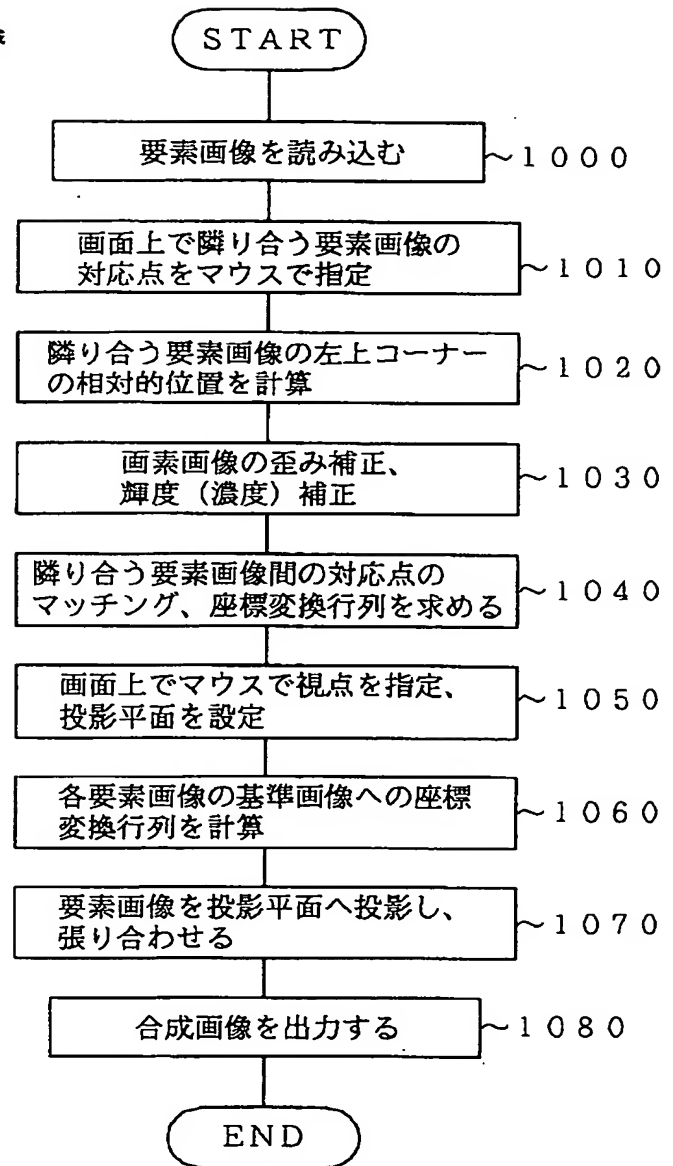 START
要素画像を読み込む
~1000
画面上で隣り合う要素画像の
対応点をマウスで指定
~1010
隣り合う要素画像の左上コーナー
の相対的位置を計算
~1020
画素画像の歪み補正、
輝度（濃度）補正
~1030
隣り合う要素画像間の対応点の
マッチング、座標変換行列を求める
~1040
画面上でマウスで視点を指定、
投影平面を設定
~1050
各要素画像の基準画像への座標
変換行列を計算
~1060
要素画像を投影平面へ投影し、
張り合わせる
~1070
合成画像を出力する
~1080
END